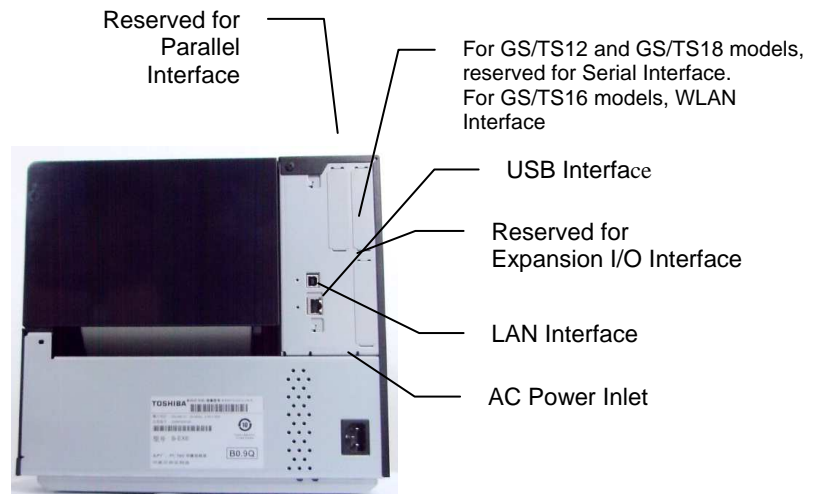 Reserved for
Parallel
Interface
For GS/TS12 and GS/TS18 models,
reserved for Serial Interface.
For GS/TS16 models, WLAN
Interface
USB Interface
Reserved for
Expansion I/O Interface
LAN Interface
AC Power Inlet
TOSHIBA
B0.9Q